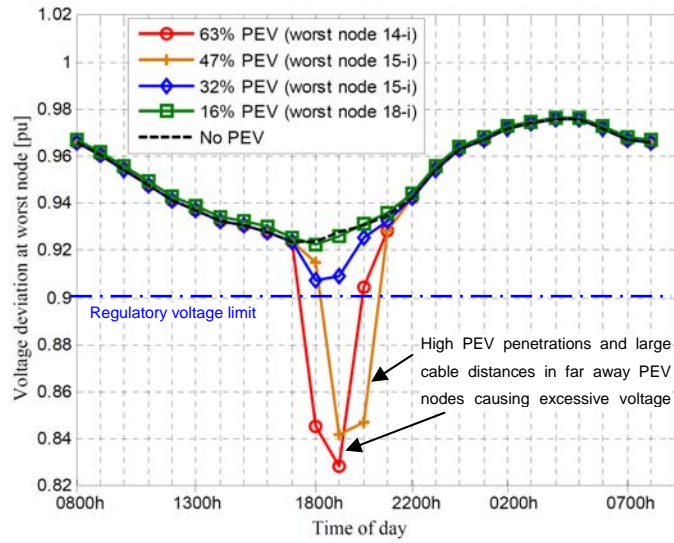 1.02
1
0.98
0.96
0.94
0.92
0.9
0.88
0.86
0.84
0.82
Voltage deviation at worst node [pu]
63% PEV (worst node 14-i)
47% PEV (worst node 15-i)
32% PEV (worst node 15-i)
16% PEV (worst node 18-i)
No PEV
Regulatory voltage limit
High PEV penetrations and large
cable distances in far away PEV
nodes causing excessive voltage
0800h 1300h 1800h 2200h 0200h 0700h
Time of day